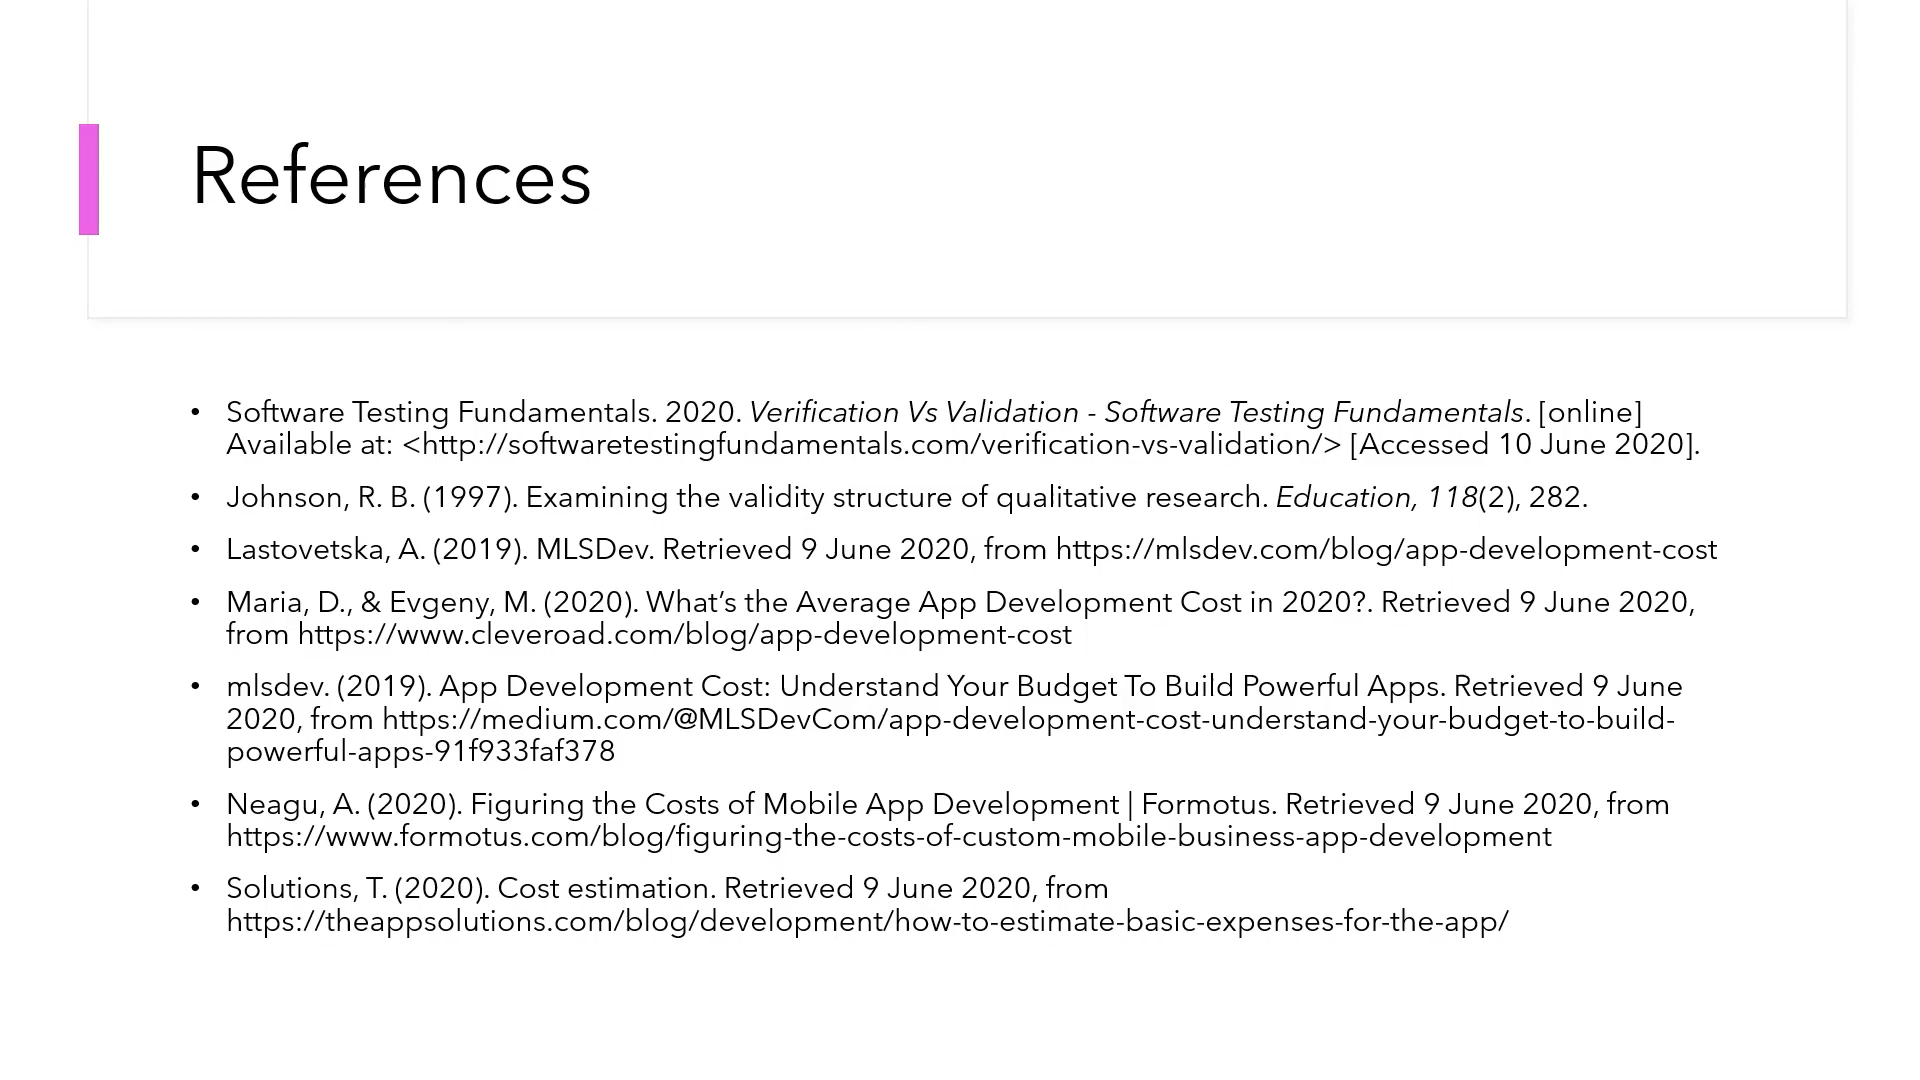 References
• Software Testing Fundamentals. 2020. Verification Vs Validation - Software Testing Fundamentals. [online]
Available at: <http://softwaretestingfundamentals.com/verification-vs-validation/> [Accessed 10 June 2020].
• Johnson, R. B. (1997). Examining the validity structure of qualitative research. Education, 118(2), 282.
• Lastovetska, A. (2019). MLSDev. Retrieved 9 June 2020, from https://mlsdev.com/blog/app-development-cost
• Maria, D., & Evgeny, M. (2020). What's the Average App Development Cost in 2020?. Retrieved 9 June 2020,
from https://www.cleveroad.com/blog/app-development-cost
• mlsdev. (2019). App Development Cost: Understand Your Budget To Build Powerful Apps. Retrieved 9 June
2020, from https://medium.com/@MLSDevCom/app-development-cost-understand-your-budget-to-build-
powerful-apps-91f933faf378
• Neagu, A. (2020). Figuring the Costs of Mobile App Development | Formotus. Retrieved 9 June 2020, from
https://www.formotus.com/blog/figuring-the-costs-of-custom-mobile-business-app-development
• Solutions, T. (2020). Cost estimation. Retrieved 9 June 2020, from
https://theappsolutions.com/blog/development/how-to-estimate-basic-expenses-for-the-app/